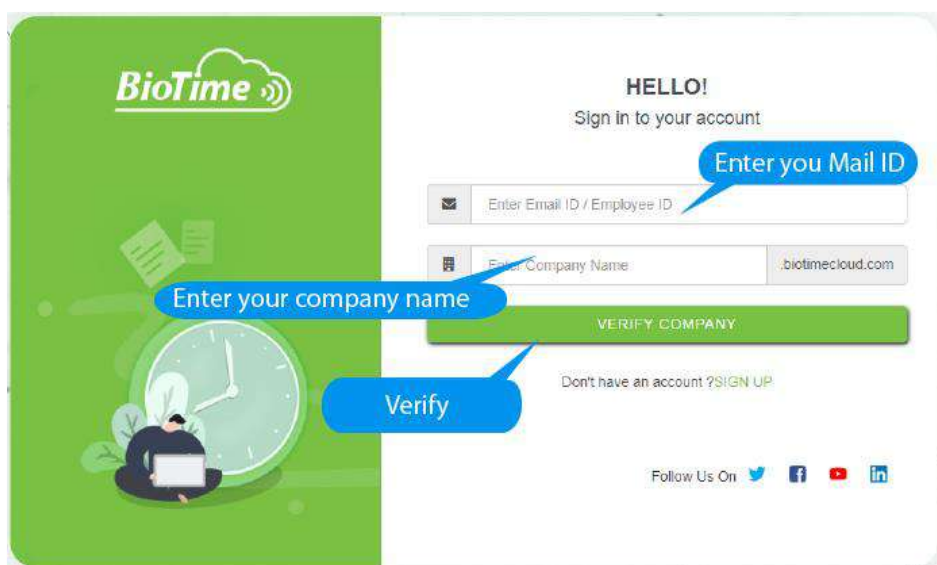 BioTime
HELLO!
Sign in to your account
Enter you Mail ID
Enter Email ID / Employee ID
Enter Company Name
.biotimecloud.com
Enter your company name
VERIFY COMPANY
Don't have an account ?SIGN UP
Verify
Follow Us On